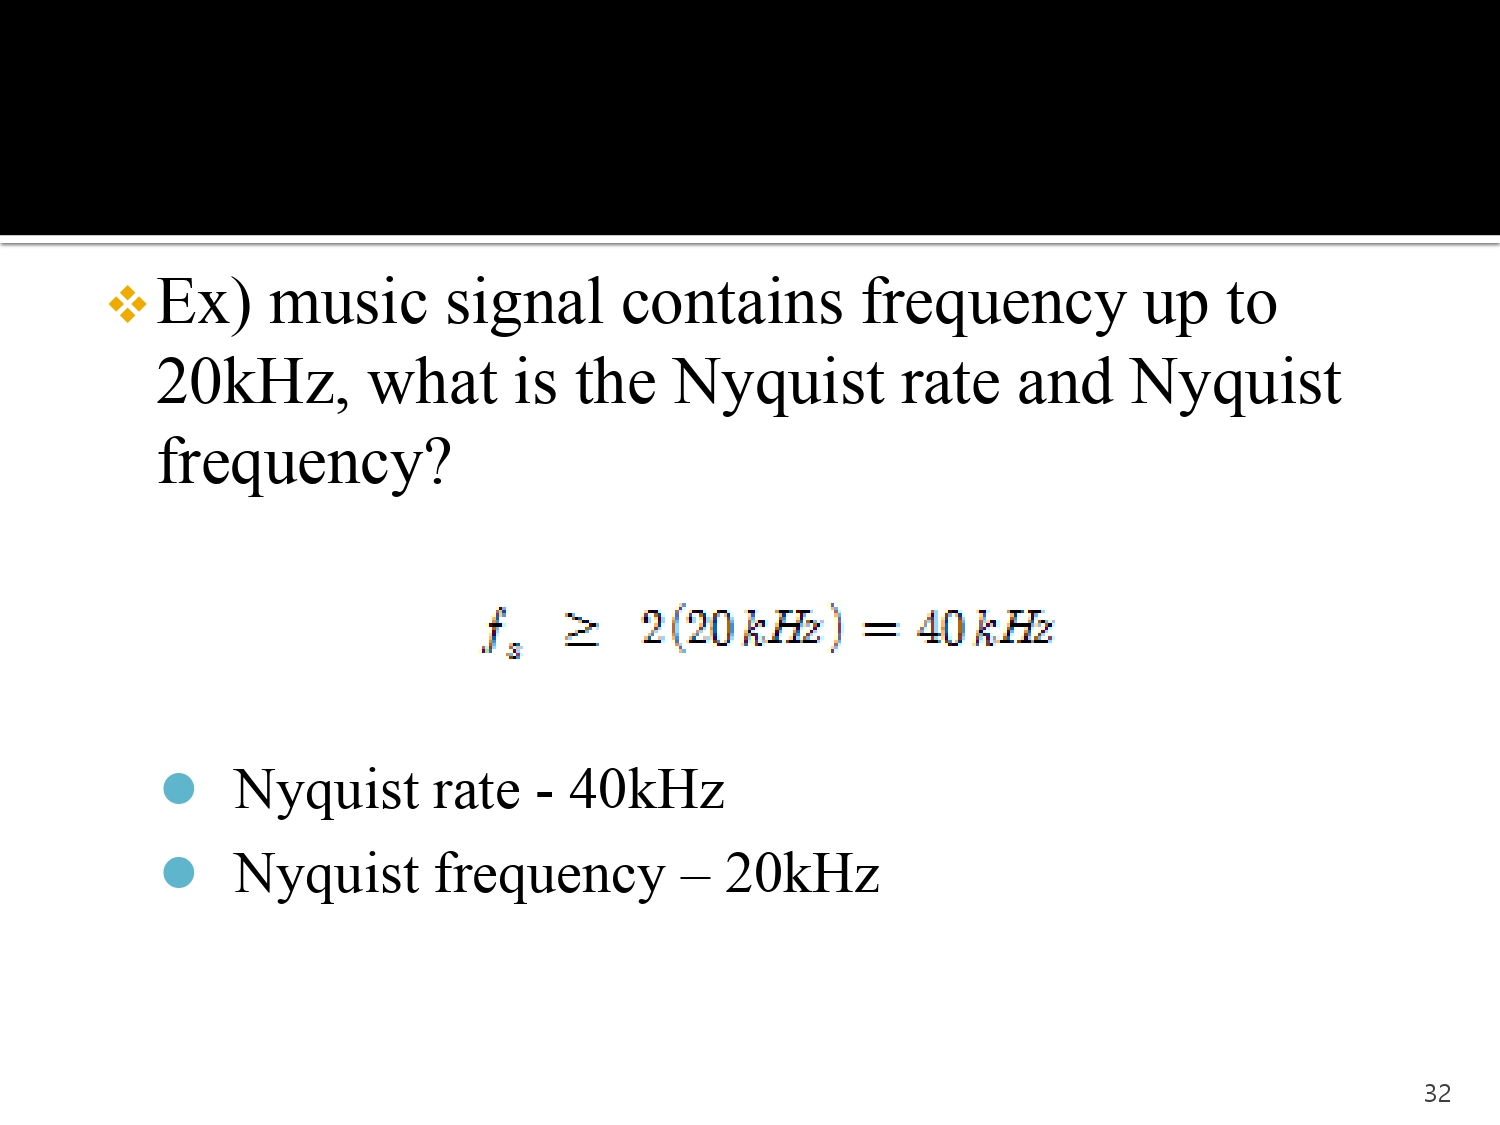 Ex) music signal contains frequency up to
20kHz, what is the Nyquist rate and Nyquist
frequency?
f_s ≥ 2(20 kHz) = 40 kHz
Nyquist rate - 40kHz
Nyquist frequency – 20kHz
32